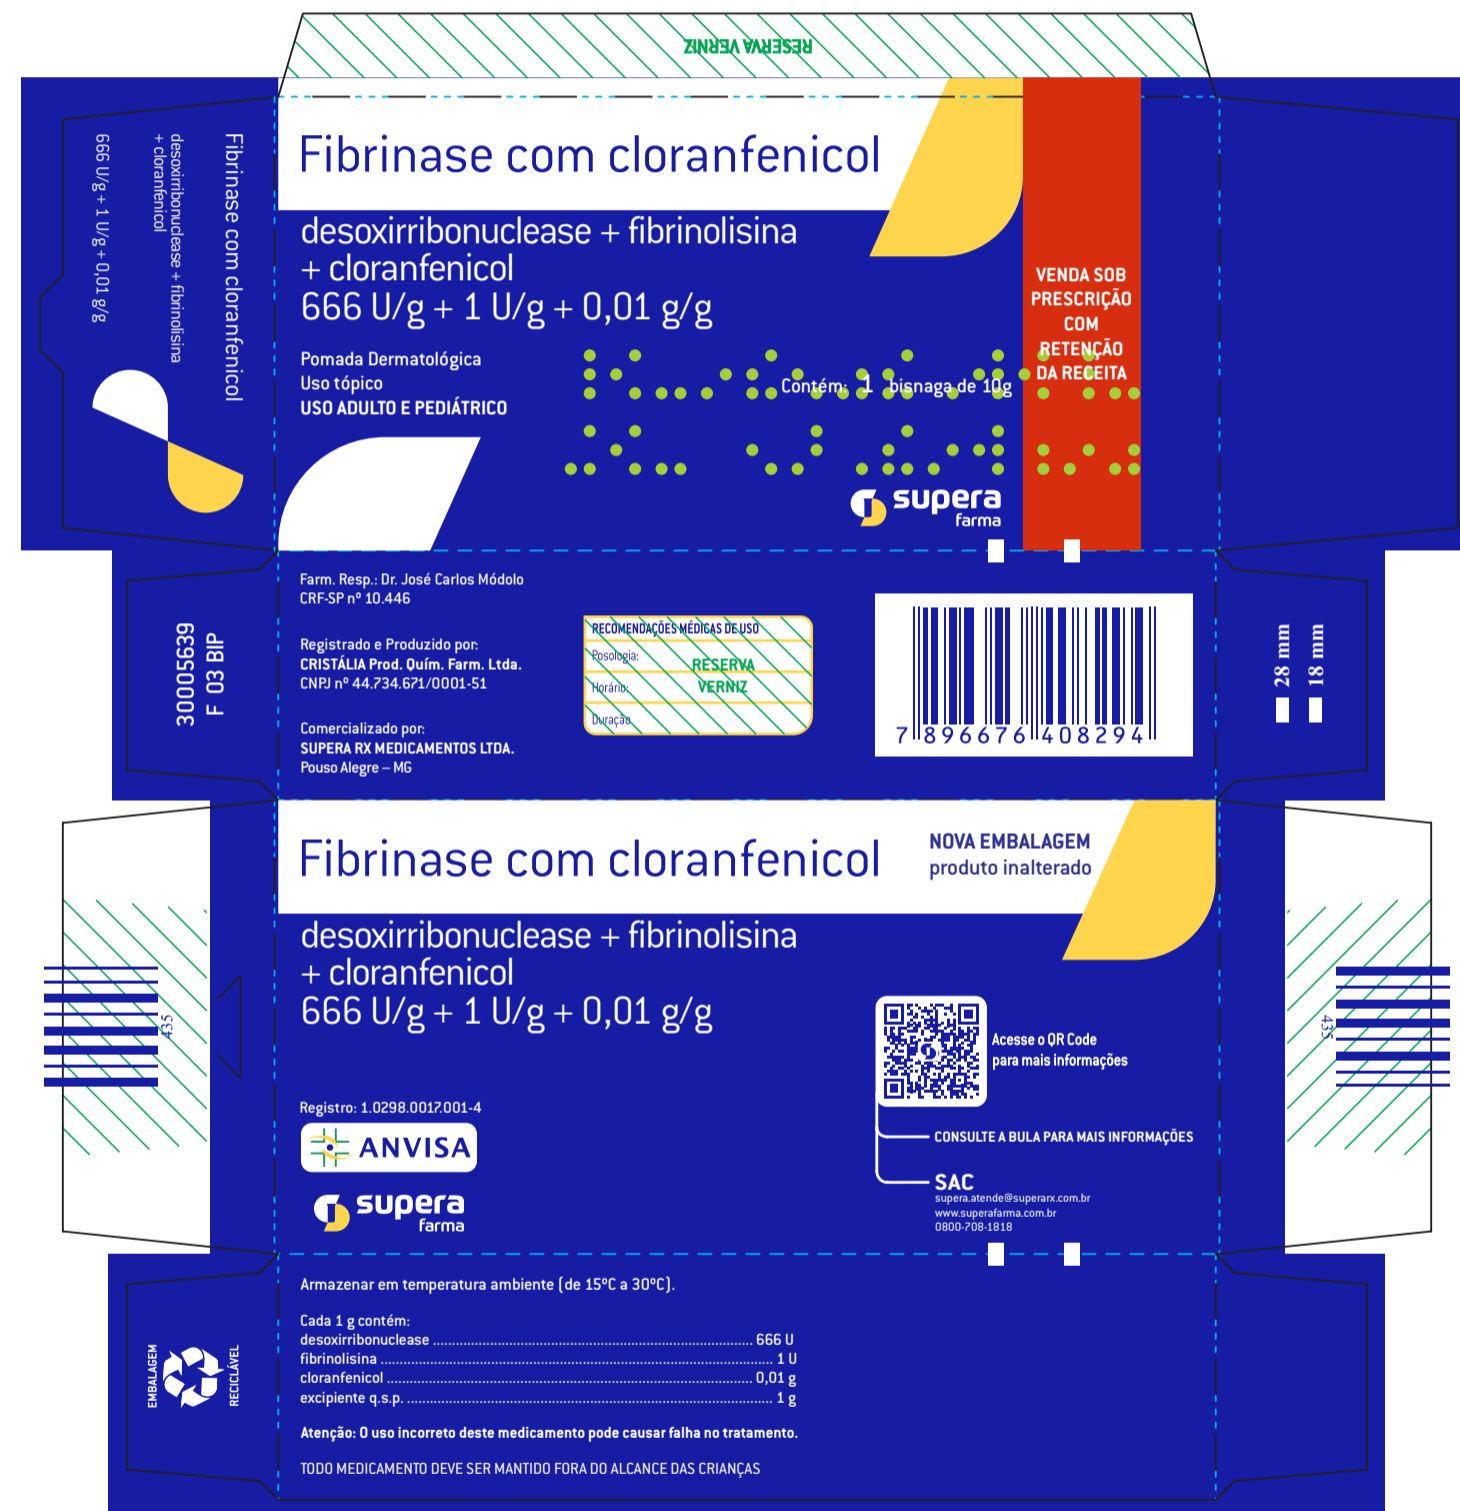 RESERVA VERNIZ
Fibrinase com cloranfenicol
desoxirribonuclease + fibrinolisina
+ cloranfenicol
666 U/g + 1 U/g + 0,01 g/g
Fibrinase com cloranfenicol
desoxirribonuclease + fibrinolisina
+ cloranfenicol
666 U/g + 1 U/g + 0,01 g/g
Pomada Dermatológica
Uso tópico
USO ADULTO E PEDIÁTRICO
Contém: 1 bisnaga de 10g
VENDA SOB
PRESCRIÇÃO
COM
RETENÇÃO
DA RECEITA
supera
farma
30005639
F 03 BIP
Farm. Resp.: Dr. José Carlos Módolo
CRF-SP nº 10.446
Registrado e Produzido por:
CRISTÁLIA Prod. Quím. Farm. Ltda.
CNPJ nº 44.734.671/0001-51
Comercializado por:
SUPERA RX MEDICAMENTOS LTDA.
Pouso Alegre – MG
RECOMENDAÇÕES MÉDICAS DE USO
Posologia:
Horário:
Duração
RESERVA
VERNIZ
7 896676 408294
28 mm
18 mm
Fibrinase com cloranfenicol
NOVA EMBALAGEM
produto inalterado
desoxirribonuclease + fibrinolisina
+ cloranfenicol
666 U/g + 1 U/g + 0,01 g/g
435
435
Acesse o QR Code
para mais informações
Registro: 1.0298.0017.001-4
ANVISA
CONSULTE A BULA PARA MAIS INFORMAÇÕES
SAC
supera.atende@superarx.com.br
www.superafarma.com.br
0800-708-1818
supera
farma
Armazenar em temperatura ambiente (de 15ºC a 30ºC).
Cada 1 g contém:
desoxirribonuclease ........ 666 U
fibrinolisina ........ 1 U
cloranfenicol ........ 0,01 g
excipiente q.s.p. ........ 1 g
Atenção: O uso incorreto deste medicamento pode causar falha no tratamento.
TODO MEDICAMENTO DEVE SER MANTIDO FORA DO ALCANCE DAS CRIANÇAS
EMBALAGEM
RECICLÁVEL